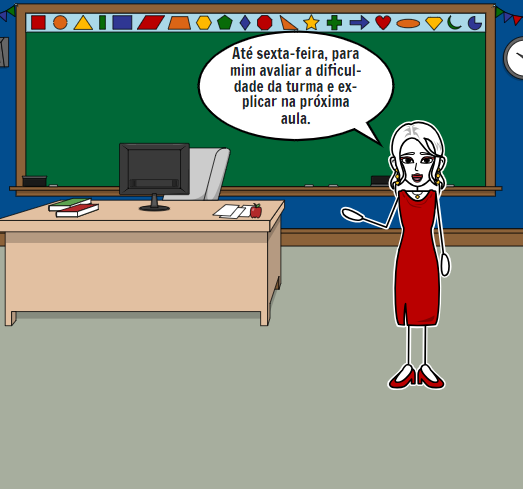 Até sexta-feira, para
mim avaliar a dificul-
dade da turma e ex-
plicar na próxima
aula.